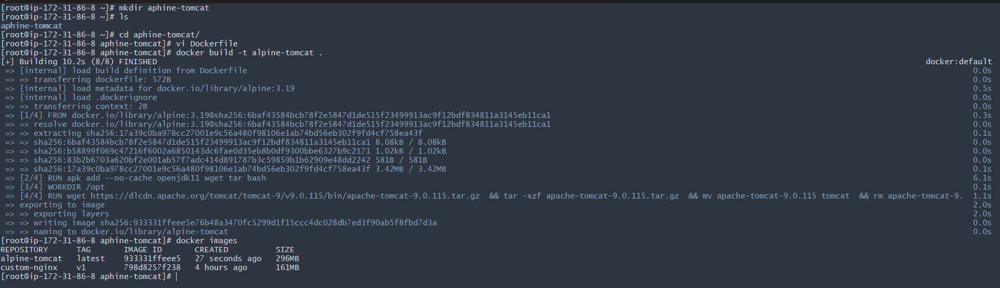 [root@ip-172-31-86-8 ~]# mkdir aphine-tomcat
[root@ip-172-31-86-8 ~]# ls
aphine-tomcat
[root@ip-172-31-86-8 ~]# cd aphine-tomcat/
[root@ip-172-31-86-8 aphine-tomcat]# vi Dockerfile
[root@ip-172-31-86-8 aphine-tomcat]# docker build -t alpine-tomcat .
[+] Building 10.2s (8/8) FINISHED docker:default
=> [internal] load build definition from Dockerfile 0.0s
=> => transferring dockerfile: 572B 0.0s
=> [internal] load metadata for docker.io/library/alpine:3.19 0.5s
=> [internal] load .dockerignore 0.0s
=> => transferring context: 2B 0.0s
=> [1/4] FROM docker.io/library/alpine:3.19@sha256:6baf43584bcb78f2e5847d1de515f23499913ac9f12bdf834811a3145eb11ca1 0.3s
=> => resolve docker.io/library/alpine:3.19@sha256:6baf43584bcb78f2e5847d1de515f23499913ac9f12bdf834811a3145eb11ca1 0.0s
=> => extracting sha256:17a39c0ba978cc27001e9c56a480f98106e1ab74bd56eb302f9fd4cf758ea43f 0.1s
=> => sha256:6baf43584bcb78f2e5847d1de515f23499913ac9f12bdf834811a3145eb11ca1 8.08kB / 8.08kB 0.0s
=> => sha256:b58899f069c47216f6002a6850143dc6fae0d35eb8b0df9300bbe6327b9c2171 1.02kB / 1.02kB 0.0s
=> => sha256:83b2b6703a620bf2e001ab57f7adc414d891787b3c59859b1b62909e48dd2242 581B / 581B 0.0s
=> => sha256:17a39c0ba978cc27001e9c56a480f98106e1ab74bd56eb302f9fd4cf758ea43f 3.42MB / 3.42MB 0.1s
=> [2/4] RUN apk add --no-cache openjdk11 wget tar bash 6.1s
=> [3/4] WORKDIR /opt 0.1s
=> [4/4] RUN wget https://dlcdn.apache.org/tomcat/tomcat-9/v9.0.115/bin/apache-tomcat-9.0.115.tar.gz && tar -xzf apache-tomcat-9.0.115.tar.gz && mv apache-tomcat-9.0.115 tomcat && rm apache-tomcat-9. 1.1s
=> exporting to image 2.0s
=> => exporting layers 2.0s
=> => writing image sha256:933331ffeee5e76b48a3470fc5299d1f15ccc4dc028db7ed3f90ab5f8fbd7d3a 0.0s
=> => naming to docker.io/library/alpine-tomcat 0.0s
[root@ip-172-31-86-8 aphine-tomcat]# docker images
REPOSITORY TAG IMAGE ID CREATED SIZE
alpine-tomcat latest 933331ffeee5 27 seconds ago 296MB
custom-nginx v1 798d8257f238 4 hours ago 161MB
[root@ip-172-31-86-8 aphine-tomcat]#